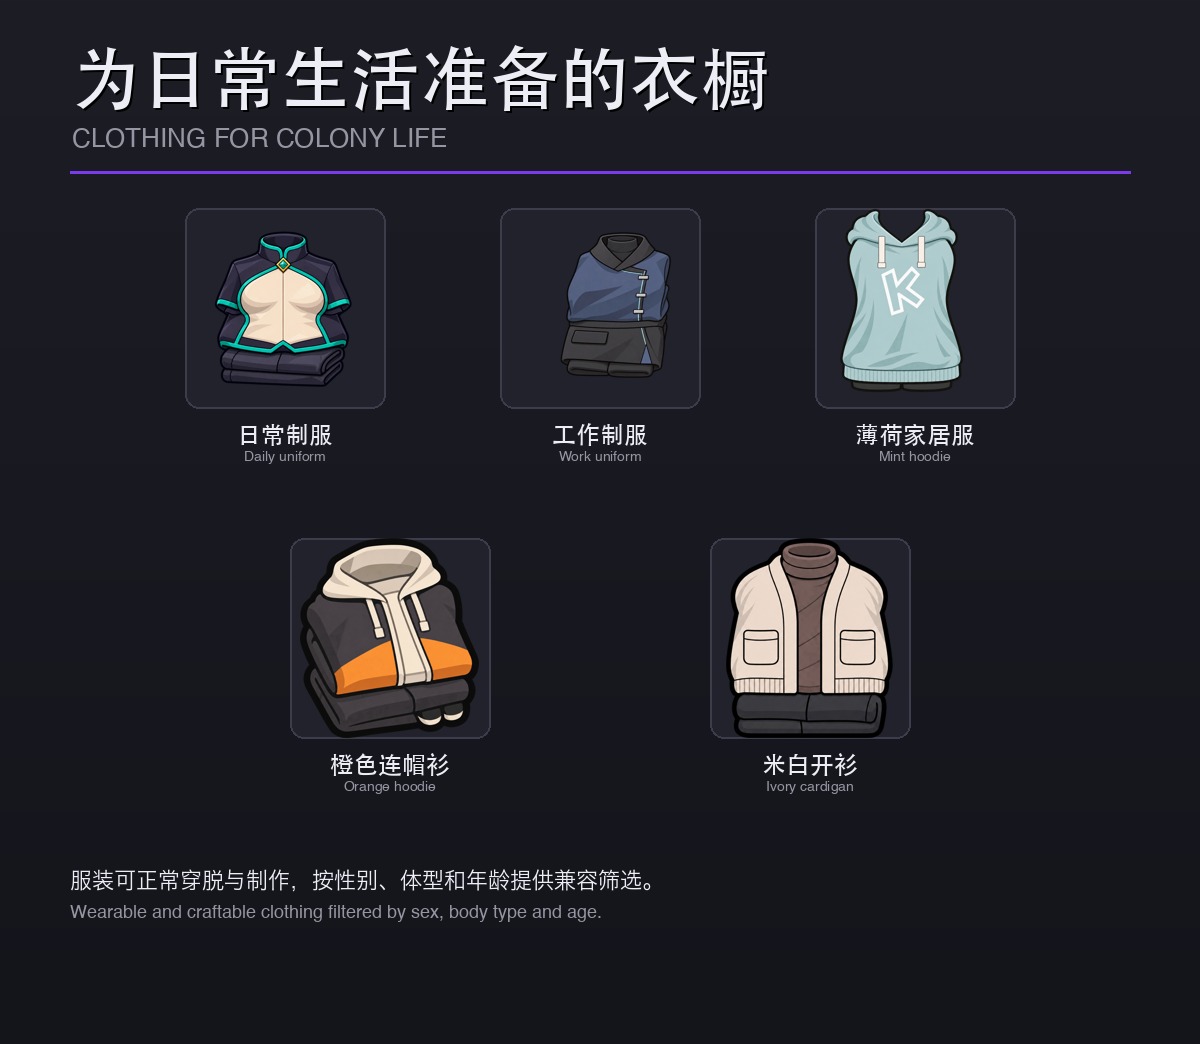 为日常生活准备的衣橱
CLOTHING FOR COLONY LIFE
K
日常制服
Daily uniform
工作制服
Work uniform
薄荷家居服
Mint hoodie
橙色连帽衫
Orange hoodie
米白开衫
Ivory cardigan
服装可正常穿脱与制作，按性别、体型和年龄提供兼容筛选。
Wearable and craftable clothing filtered by sex, body type and age.